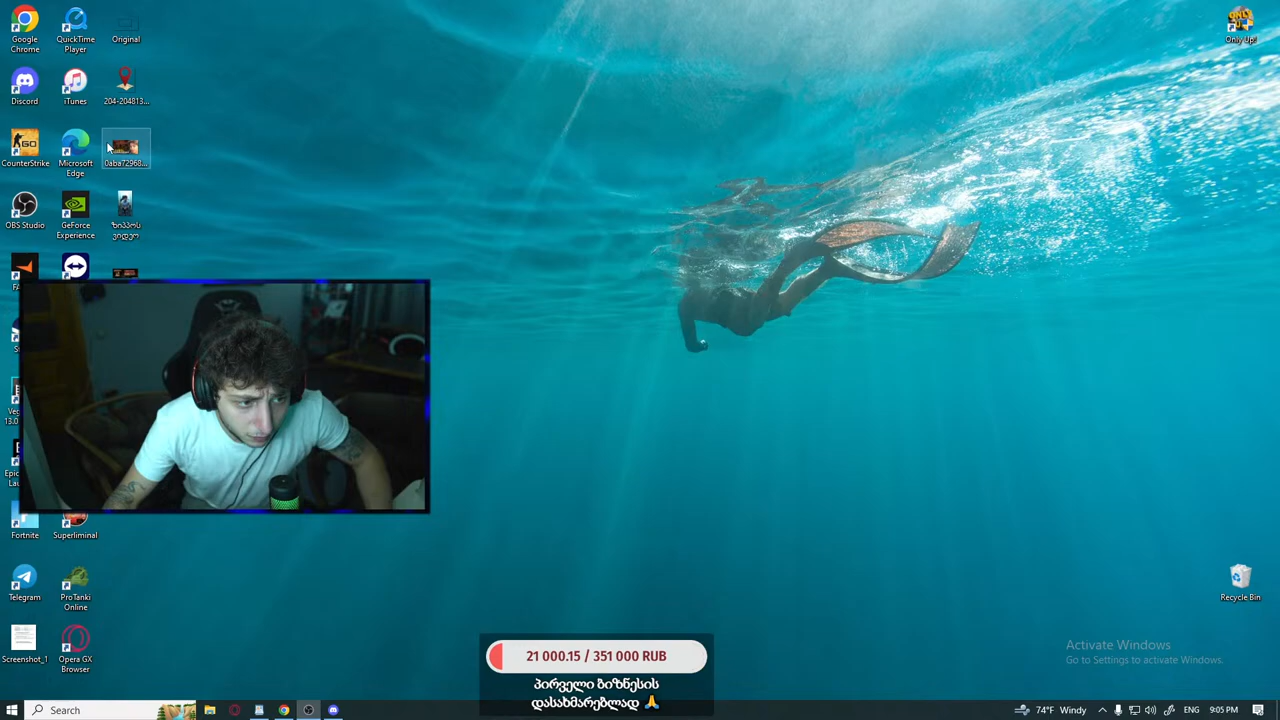 Google
Chrome
QuickTime
Player
Original
Only Up!
Discord
iTunes
204-204813...
CounterStrike
Microsoft
Edge
0aba72968...
OBS Studio
GeForce
Experience
ზიპპოს
ვიდეო
Fortnite
Superliminal
Telegram
ProTanki
Online
Recycle Bin
Screenshot_1
Opera GX
Browser
Activate Windows
Go to Settings to activate Windows.
21 000.15 / 351 000 RUB
პირველი ბიზნესის
დასახმარებლად 🙏
Search
74°F Windy
ENG
9:05 PM